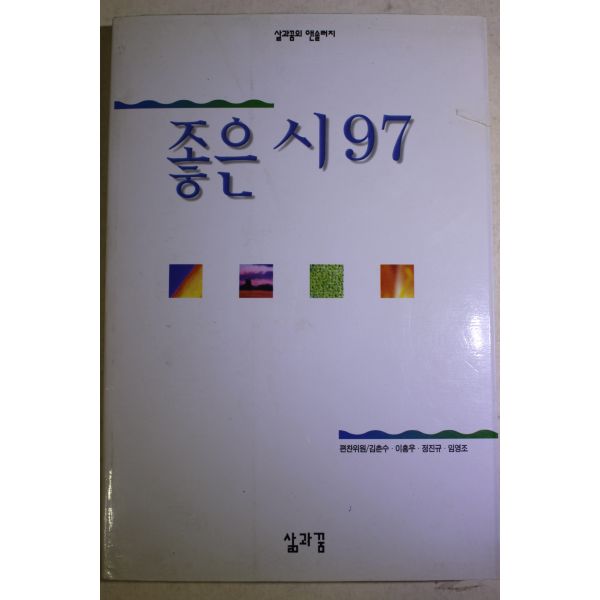 삶과꿈의 앤솔러지
좋은 시 97
편찬위원/김춘수 · 이흥우 · 정진규 · 임영조
삶과꿈